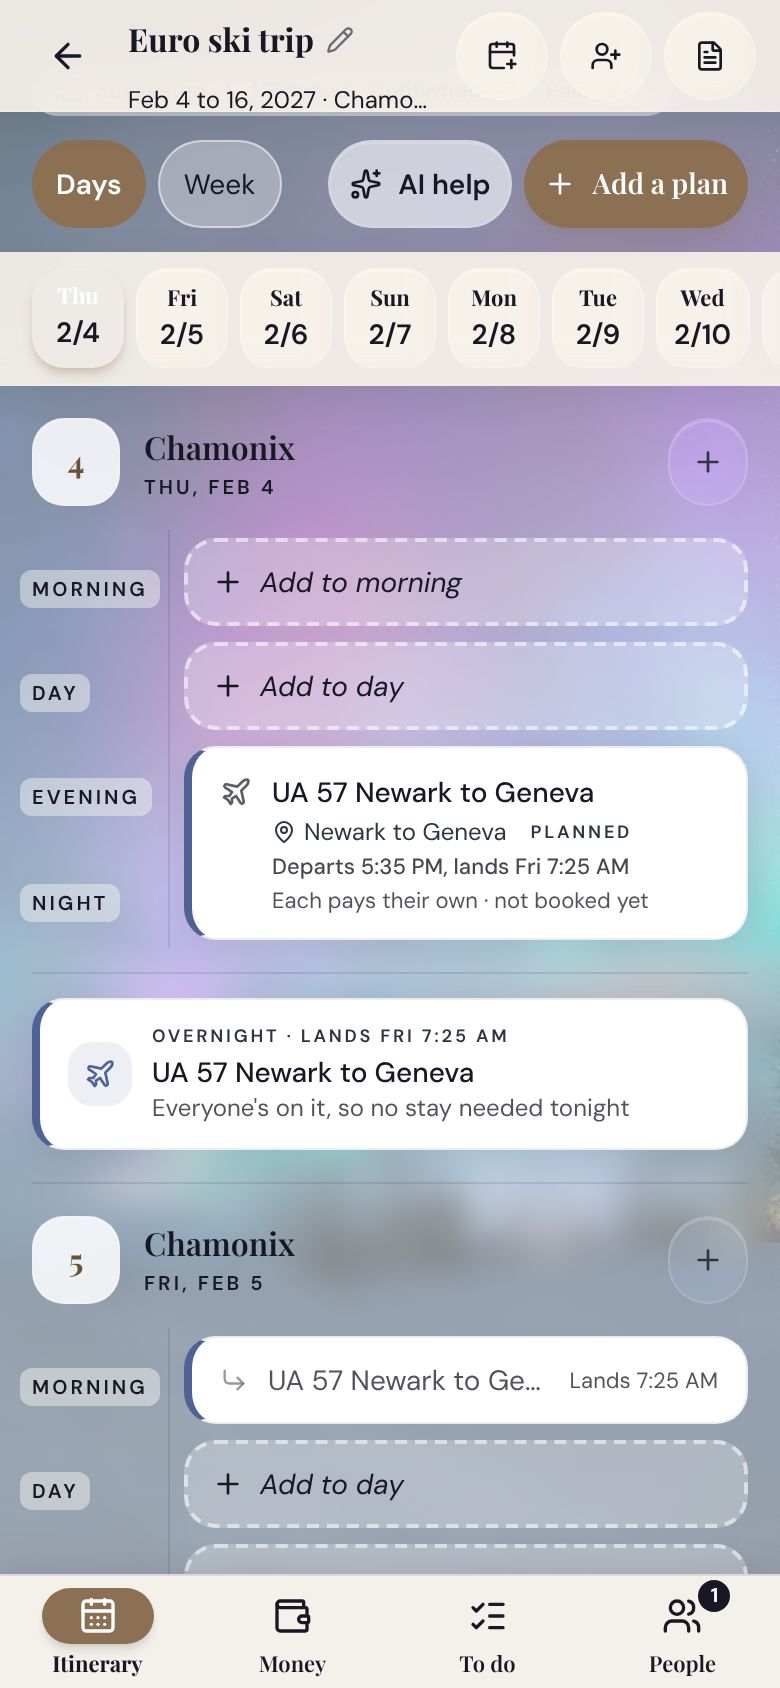 Euro ski trip
Feb 4 to 16, 2027 · Chamo...
Days
Week
AI help
+ Add a plan
Thu
2/4
Fri
2/5
Sat
2/6
Sun
2/7
Mon
2/8
Tue
2/9
Wed
2/10
4
Chamonix
THU, FEB 4
+
MORNING
+ Add to morning
DAY
+ Add to day
EVENING
UA 57 Newark to Geneva
Newark to Geneva PLANNED
Departs 5:35 PM, lands Fri 7:25 AM
NIGHT
Each pays their own · not booked yet
OVERNIGHT · LANDS FRI 7:25 AM
UA 57 Newark to Geneva
Everyone's on it, so no stay needed tonight
5
Chamonix
FRI, FEB 5
+
MORNING
UA 57 Newark to Ge... Lands 7:25 AM
DAY
+ Add to day
Itinerary
Money
To do
1
People